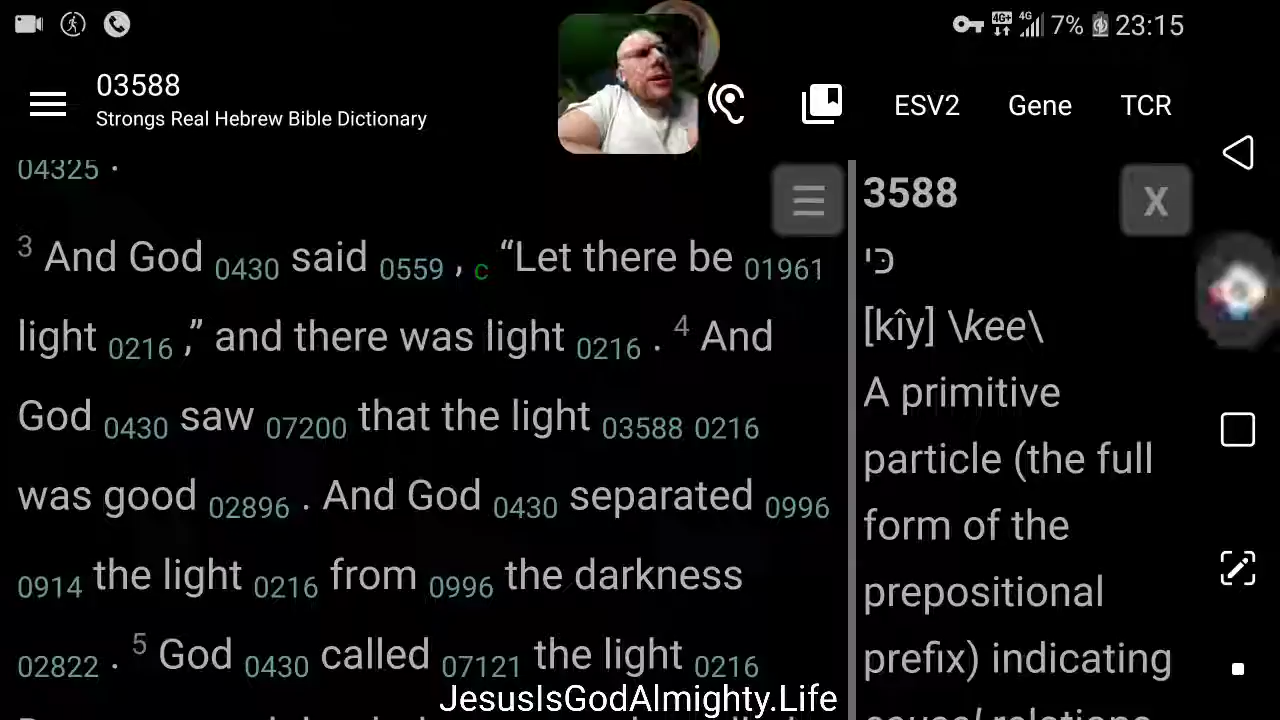 7% 23:15
03588
Strongs Real Hebrew Bible Dictionary
ESV2 Gene TCR
04325 .
3 And God 0430 said 0559 , c “Let there be 01961
light 0216 ,” and there was light 0216 . 4 And
God 0430 saw 07200 that the light 03588 0216
was good 02896 . And God 0430 separated 0996
0914 the light 0216 from 0996 the darkness
02822 . 5 God 0430 called 07121 the light 0216
3588
X
כִּי
[kîy] \kee\
A primitive
particle (the full
form of the
prepositional
prefix) indicating
causal relations
JesusIsGodAlmighty.Life